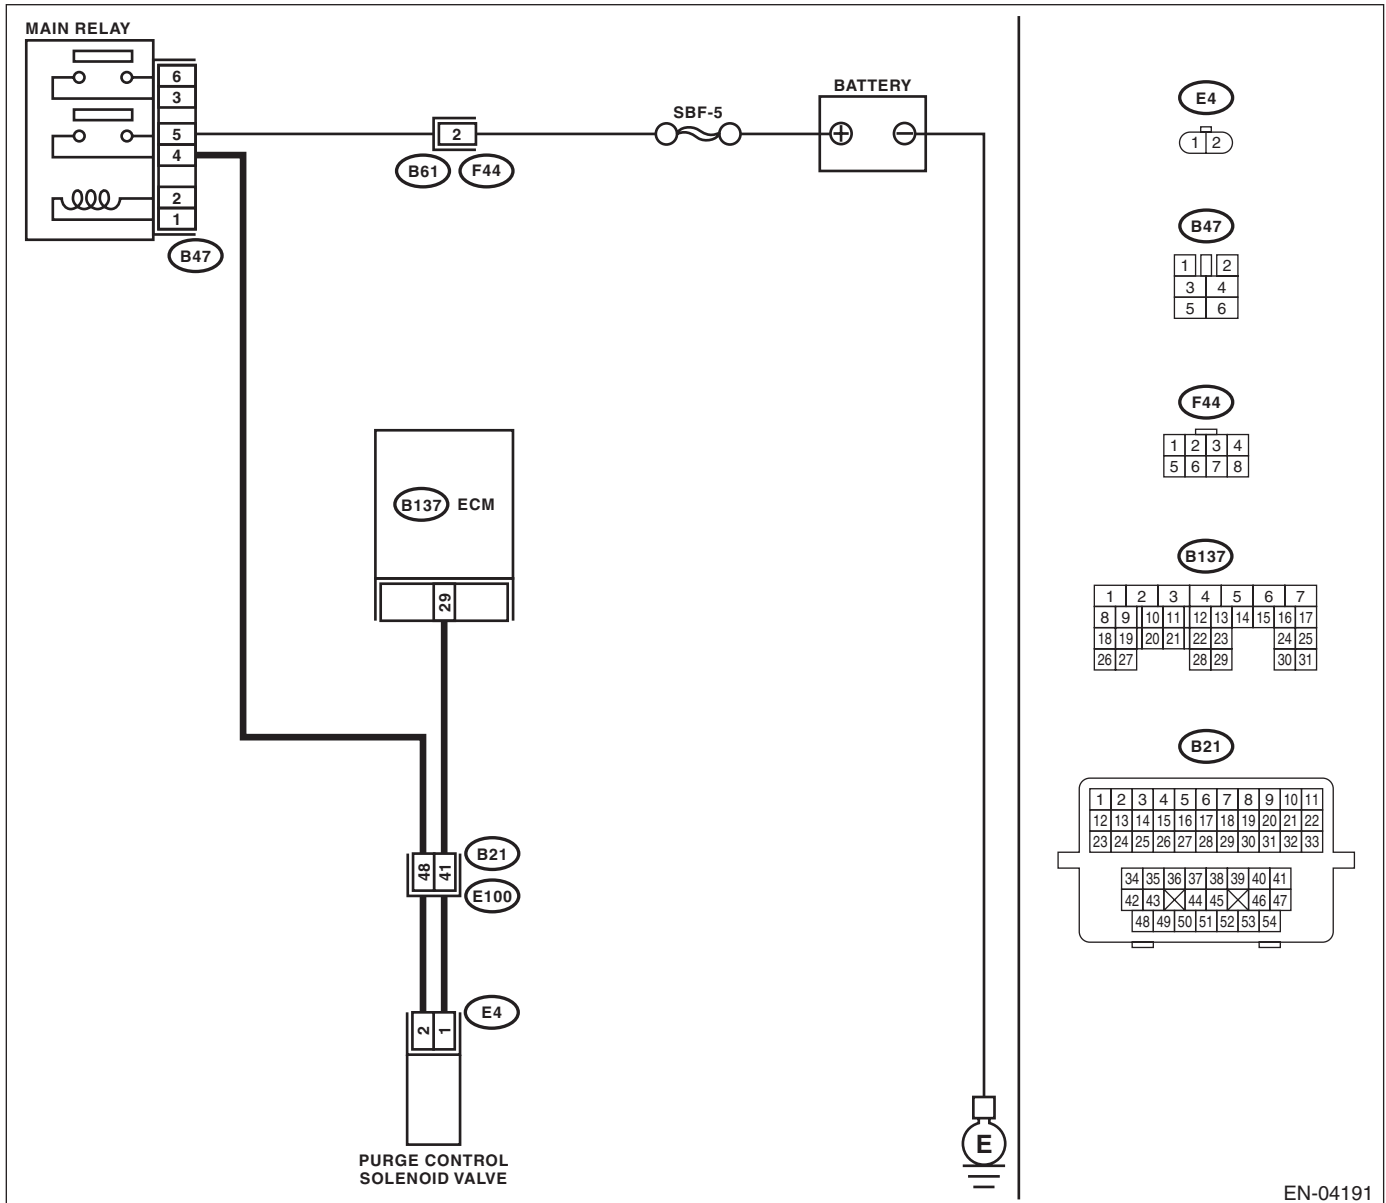 MAIN RELAY
6
3
5
4
2
1
B47
2
B61 F44
SBF-5
BATTERY
B137 ECM
29
48 41
B21
E100
2 1
E4
PURGE CONTROL
SOLENOID VALVE
E
E4
1 2
B47
1 2
3 4
5 6
F44
1 2 3 4
5 6 7 8
B137
1 2 3 4 5 6 7
8 9 10 11 12 13 14 15 16 17
18 19 20 21 22 23 24 25
26 27 28 29 30 31
B21
1 2 3 4 5 6 7 8 9 10 11
12 13 14 15 16 17 18 19 20 21 22
23 24 25 26 27 28 29 30 31 32 33
34 35 36 37 38 39 40 41
42 43 44 45 46 47
48 49 50 51 52 53 54
EN-04191